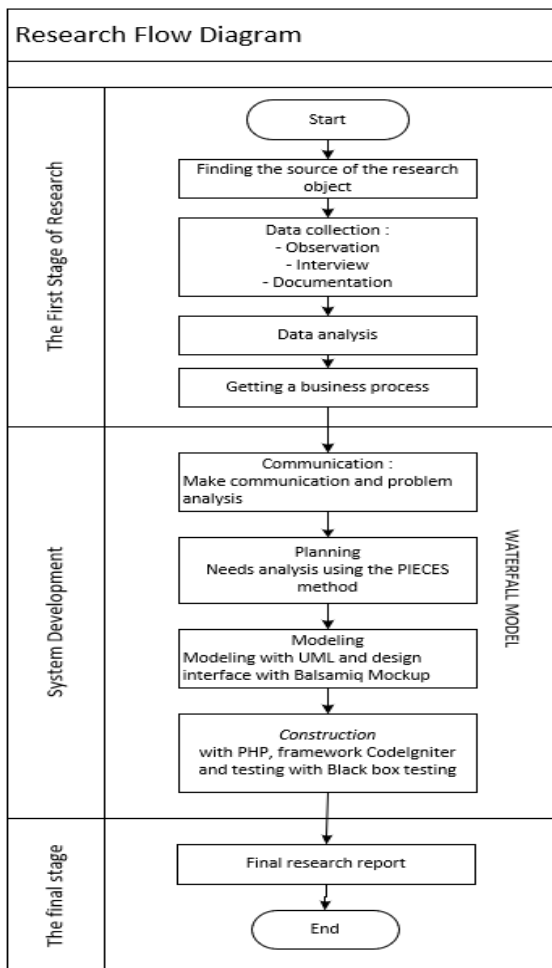 Research Flow Diagram
The First Stage of Research
Start
Finding the source of the research
object
Data collection :
- Observation
- Interview
- Documentation
Data analysis
Getting a business process
System Development
Communication :
Make communication and problem
analysis
Planning
Needs analysis using the PIECES
method
Modeling
Modeling with UML and design
interface with Balsamiq Mockup
Construction
with PHP, framework CodeIgniter
and testing with Black box testing
WATERFALL MODEL
The final stage
Final research report
End